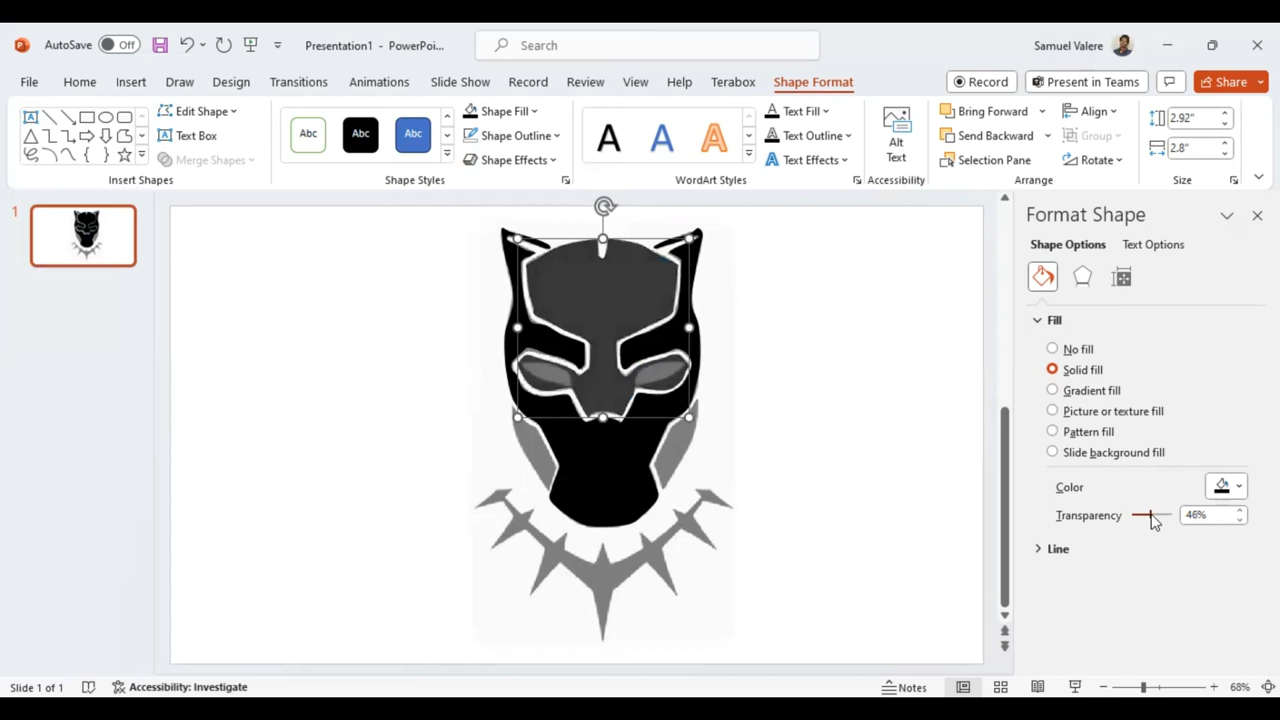 AutoSave Off Presentation1 - PowerPoi... Search Samuel Valere
File Home Insert Draw Design Transitions Animations Slide Show Record Review View Help Terabox Shape Format Record Present in Teams Share
Edit Shape Abc Abc Abc Shape Fill A A A Text Fill Alt Text Bring Forward Align 2.92"
Text Box Shape Outline Text Outline Send Backward Group 2.8"
Merge Shapes Shape Effects Text Effects Selection Pane Rotate
Insert Shapes Shape Styles WordArt Styles Accessibility Arrange Size
1
Format Shape
Shape Options Text Options
Fill
No fill
Solid fill
Gradient fill
Picture or texture fill
Pattern fill
Slide background fill
Color
Transparency 46%
Line
Slide 1 of 1 Accessibility: Investigate Notes 68%